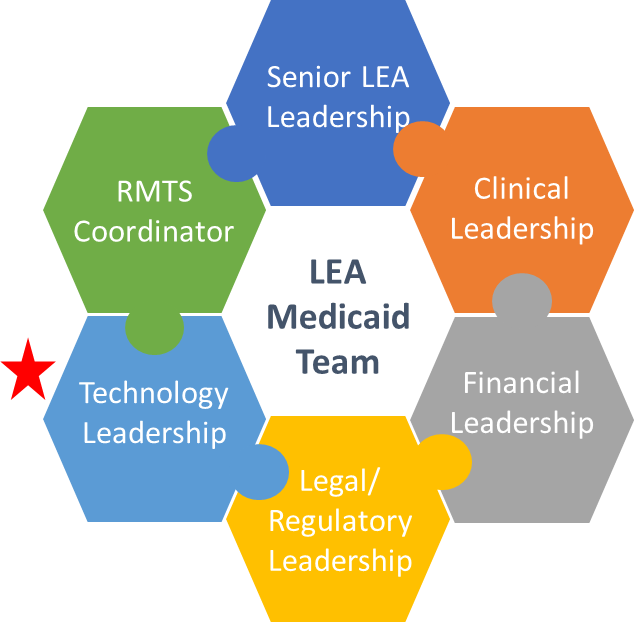 Senior LEA
Leadership
Clinical
Leadership
RMTS
Coordinator
LEA
Medicaid
Team
Technology
Leadership
Financial
Leadership
Legal/
Regulatory
Leadership